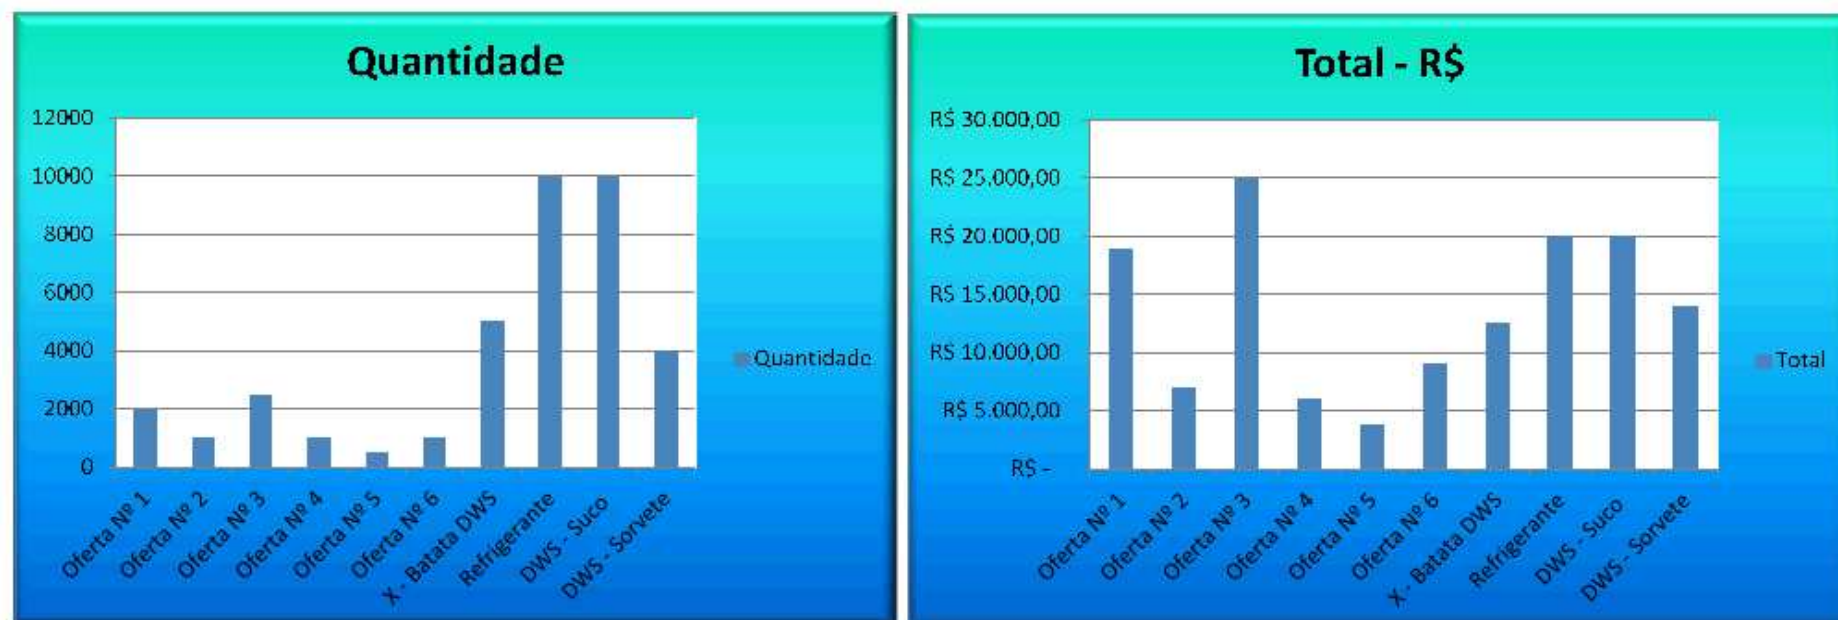 Quantidade
12000
10000
8000
6000
4000
2000
0
Oferta Nº 1
Oferta Nº 2
Oferta Nº 3
Oferta Nº 4
Oferta Nº 5
Oferta Nº 6
X - Batata DWS
Refrigerante
DWS - Suco
DWS - Sorvete
Quantidade
Total - R$
R$ 30.000,00
R$ 25.000,00
R$ 20.000,00
R$ 15.000,00
R$ 10.000,00
R$ 5.000,00
R$ -
Oferta Nº 1
Oferta Nº 2
Oferta Nº 3
Oferta Nº 4
Oferta Nº 5
Oferta Nº 6
X - Batata DWS
Refrigerante
DWS - Suco
DWS - Sorvete
Total